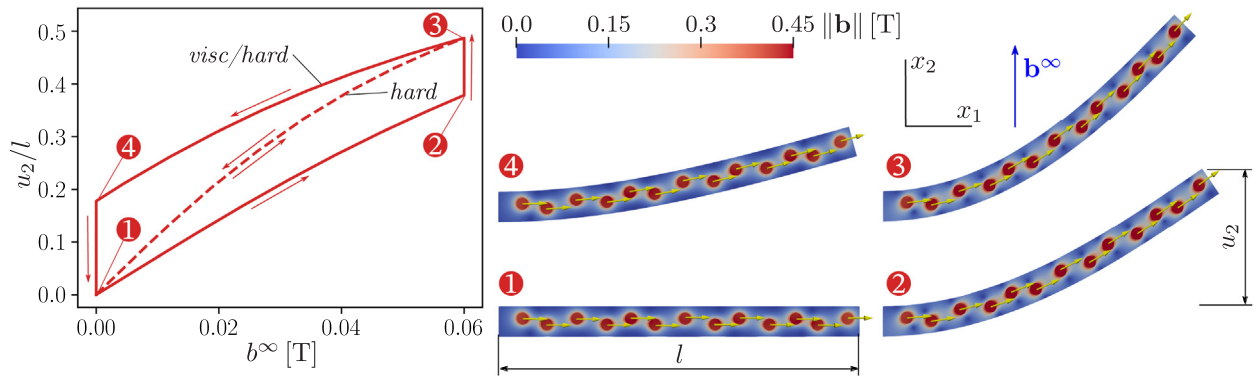 0.5
0.4
0.3
0.2
0.1
0.0
u₂/l
0.00
0.02
0.04
0.06
b^∞ [T]
visc/hard
hard
1
2
3
4
0.0
0.15
0.3
0.45
‖b‖ [T]
x₂
x₁
b^∞
4
3
1
2
l
u₂